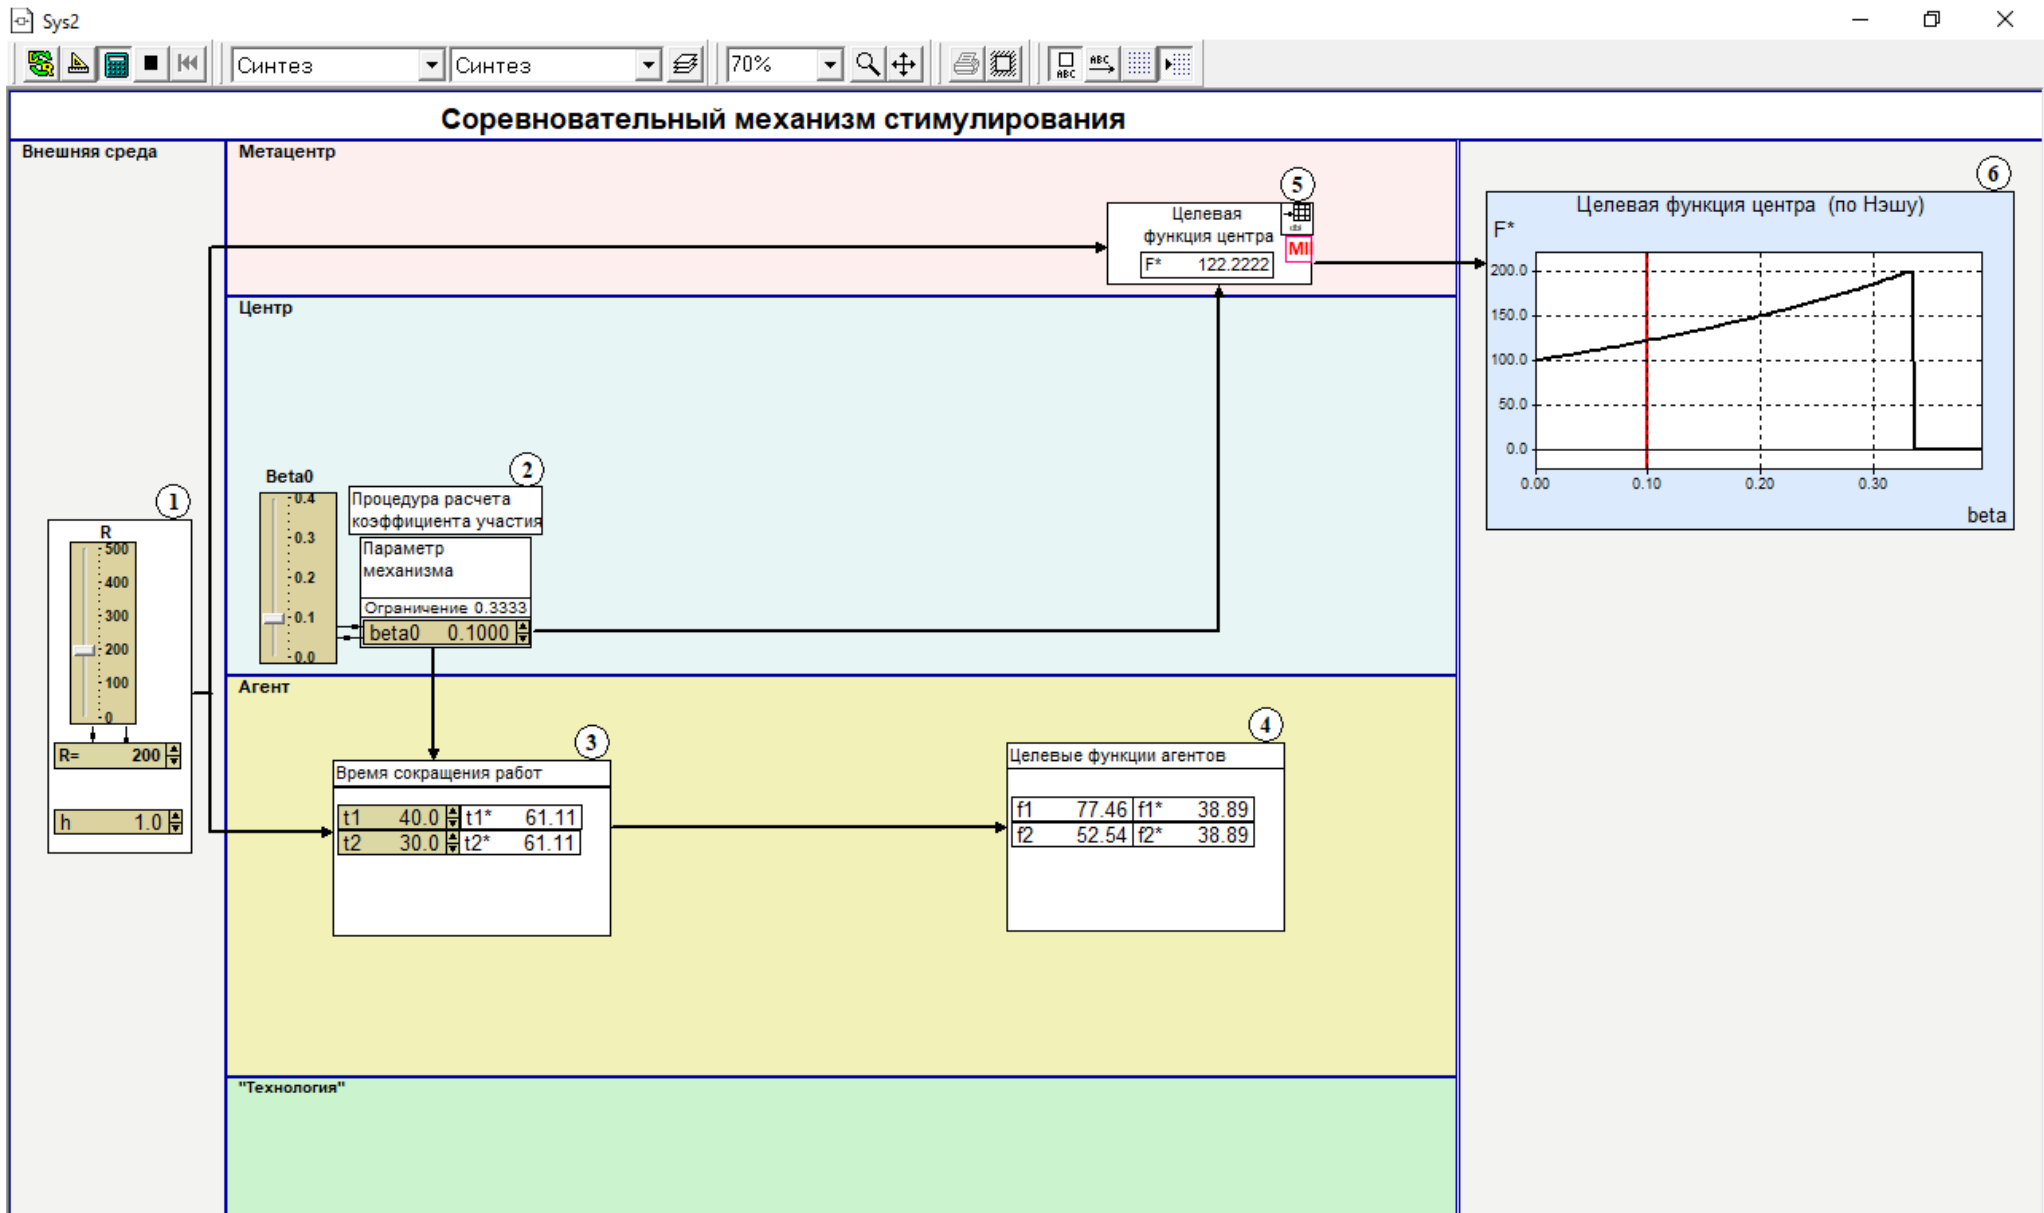 Sys2
Синтез
Синтез
70%
ABC
ABC
Соревновательный механизм стимулирования
Внешняя среда
Метацентр
5
Целевая
функция центра
dbl
F* 122.2222
6
Целевая функция центра (по Нэшу)
F*
200.0
150.0
100.0
50.0
0.0
0.00 0.10 0.20 0.30
beta
Центр
2
Beta0
0.4
0.3
0.2
0.1
0.0
Процедура расчета
коэффициента участия
Параметр
механизма
Ограничение 0.3333
beta0 0.1000
1
R
500
400
300
200
100
0
R= 200
h 1.0
Агент
3
Время сокращения работ
t1 40.0 t1* 61.11
t2 30.0 t2* 61.11
4
Целевые функции агентов
f1 77.46 f1* 38.89
f2 52.54 f2* 38.89
"Технология"